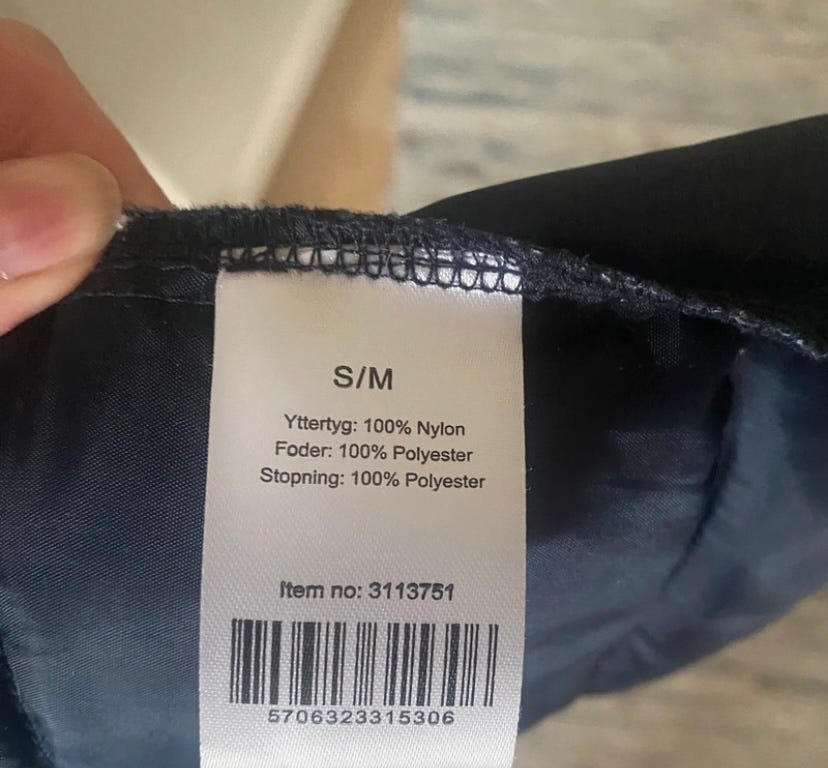 S/M
Yttertyg: 100% Nylon
Foder: 100% Polyester
Stopning: 100% Polyester
Item no: 3113751
5706323315306